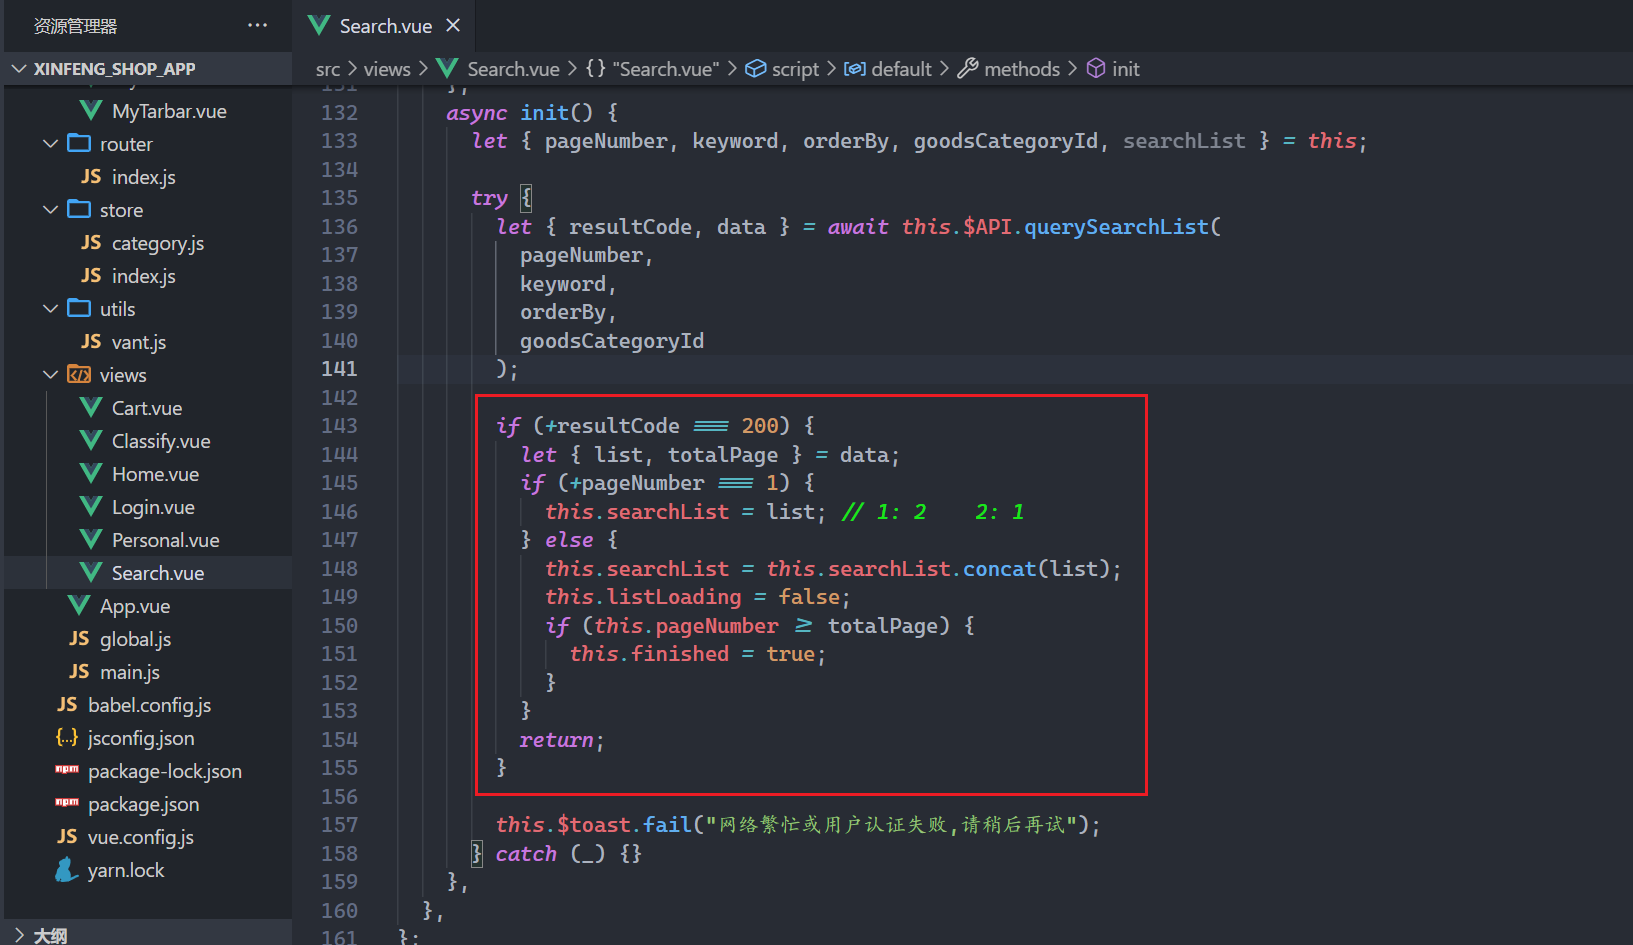 资源管理器 ···
Search.vue ×
XINFENG_SHOP_APP
src > views > Search.vue > {} "Search.vue" > script > default > methods > init
MyTarbar.vue
router
JS index.js
store
JS category.js
JS index.js
utils
JS vant.js
views
Cart.vue
Classify.vue
Home.vue
Login.vue
Personal.vue
Search.vue
App.vue
JS global.js
JS main.js
JS babel.config.js
{..} jsconfig.json
npm package-lock.json
npm package.json
JS vue.config.js
yarn.lock
大纲
131 },
132 async init() {
133 let { pageNumber, keyword, orderBy, goodsCategoryId, searchList } = this;
134
135 try {
136 let { resultCode, data } = await this.$API.querySearchList(
137 pageNumber,
138 keyword,
139 orderBy,
140 goodsCategoryId
141 );
142
143 if (+resultCode === 200) {
144 let { list, totalPage } = data;
145 if (+pageNumber === 1) {
146 this.searchList = list; // 1: 2    2: 1
147 } else {
148 this.searchList = this.searchList.concat(list);
149 this.listLoading = false;
150 if (this.pageNumber ≥ totalPage) {
151 this.finished = true;
152 }
153 }
154 return;
155 }
156
157 this.$toast.fail("网络繁忙或用户认证失败,请稍后再试");
158 } catch (_) {}
159 },
160 },
161 };